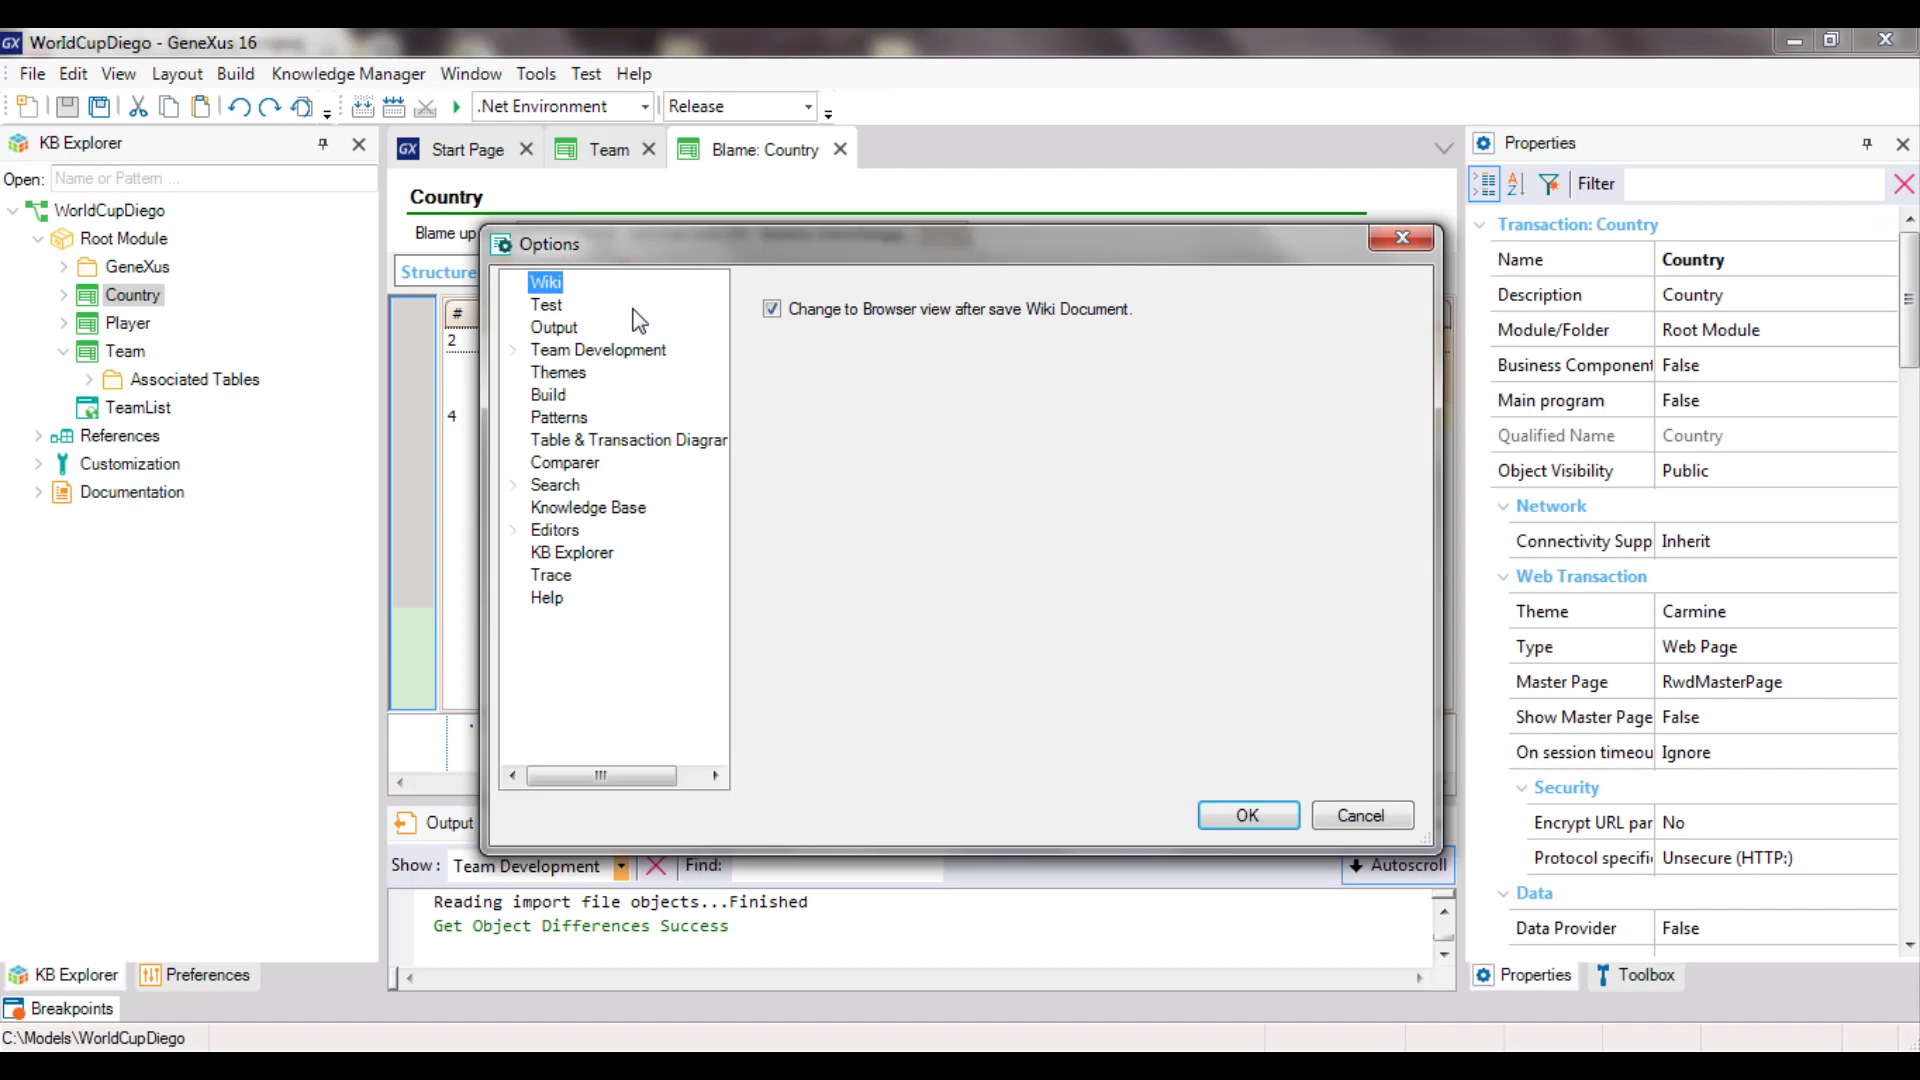 WorldCupDiego - GeneXus 16
File Edit View Layout Build Knowledge Manager Window Tools Test Help
.Net Environment Release
KB Explorer
Open: Name or Pattern ...
WorldCupDiego
Root Module
GeneXus
Country
Player
Team
Associated Tables
TeamList
References
Customization
Documentation
KB Explorer Preferences
Breakpoints
C:\Models\WorldCupDiego
GX Start Page Team Blame: Country
Country
Blame up
Structure
#
2
4
Options
Wiki
Test
Output
Team Development
Themes
Build
Patterns
Table & Transaction Diagrar
Comparer
Search
Knowledge Base
Editors
KB Explorer
Trace
Help
Change to Browser view after save Wiki Document.
OK Cancel
Output
Show: Team Development Find: Autoscroll
Reading import file objects...Finished
Get Object Differences Success
Properties
Filter
Transaction: Country
Name Country
Description Country
Module/Folder Root Module
Business Component False
Main program False
Qualified Name Country
Object Visibility Public
Network
Connectivity Supp Inherit
Web Transaction
Theme Carmine
Type Web Page
Master Page RwdMasterPage
Show Master Page False
On session timeou Ignore
Security
Encrypt URL par No
Protocol specifi Unsecure (HTTP:)
Data
Data Provider False
Properties Toolbox